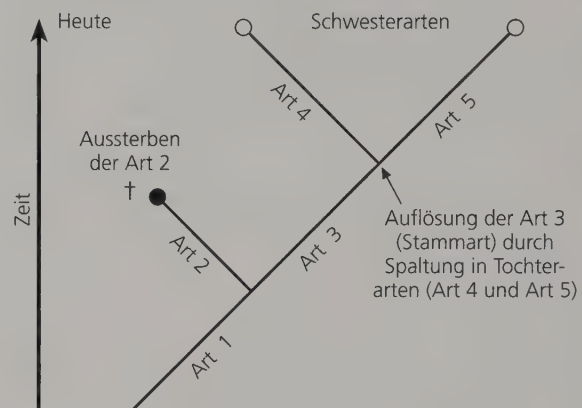 Heute
Schwesterarten
Art 4
Art 5
Aussterben
der Art 2
†
Zeit
Art 2
Art 3
Auflösung der Art 3
(Stammart) durch
Spaltung in Tochter-
arten (Art 4 und Art 5)
Art 1